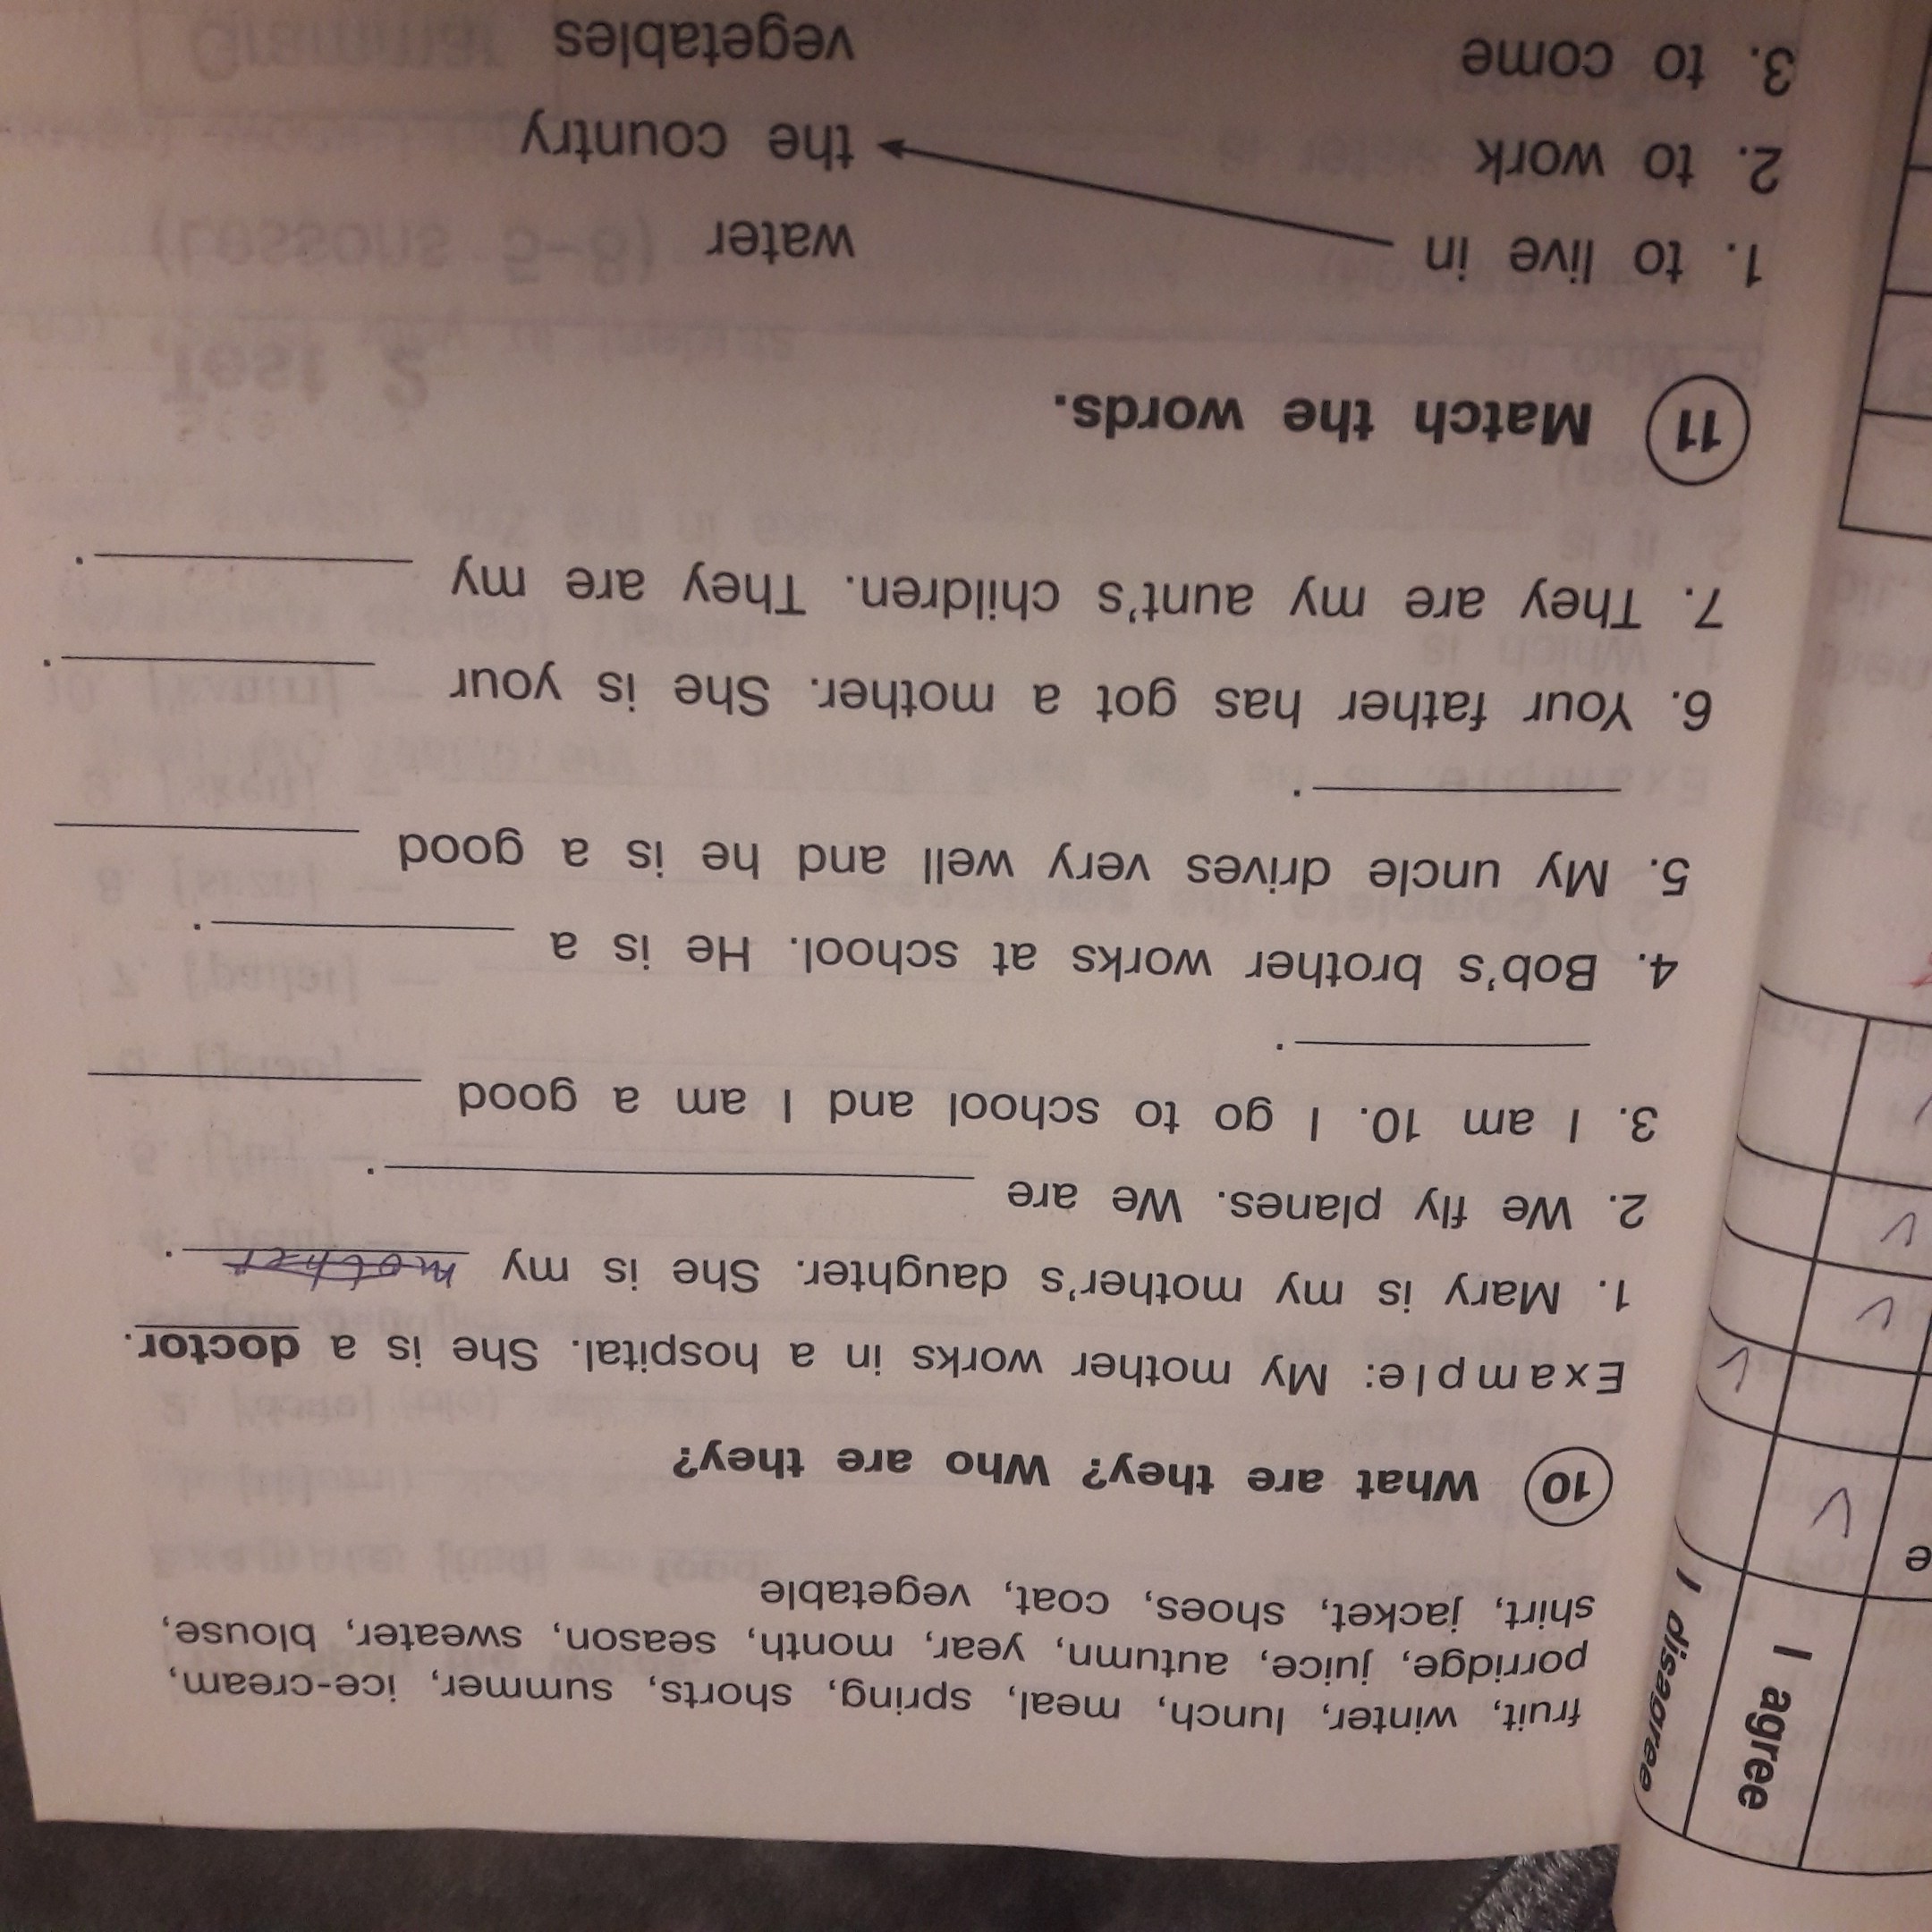 fruit, winter, lunch, meal, spring, shorts, summer, ice-cream,
porridge, juice, autumn, year, month, season, sweater, blouse,
shirt, jacket, shoes, coat, vegetable
10 What are they? Who are they?
Example: My mother works in a hospital. She is a doctor.
1. Mary is my mother's daughter. She is my mother.
2. We fly planes. We are
3. I am 10. I go to school and I am a good
4. Bob's brother works at school. He is a
5. My uncle drives very well and he is a good
6. Your father has got a mother. She is your
7. They are my aunt's children. They are my
11 Match the words.
1. to live in water
2. to work the country
3. to come vegetables
I agree
I disagree